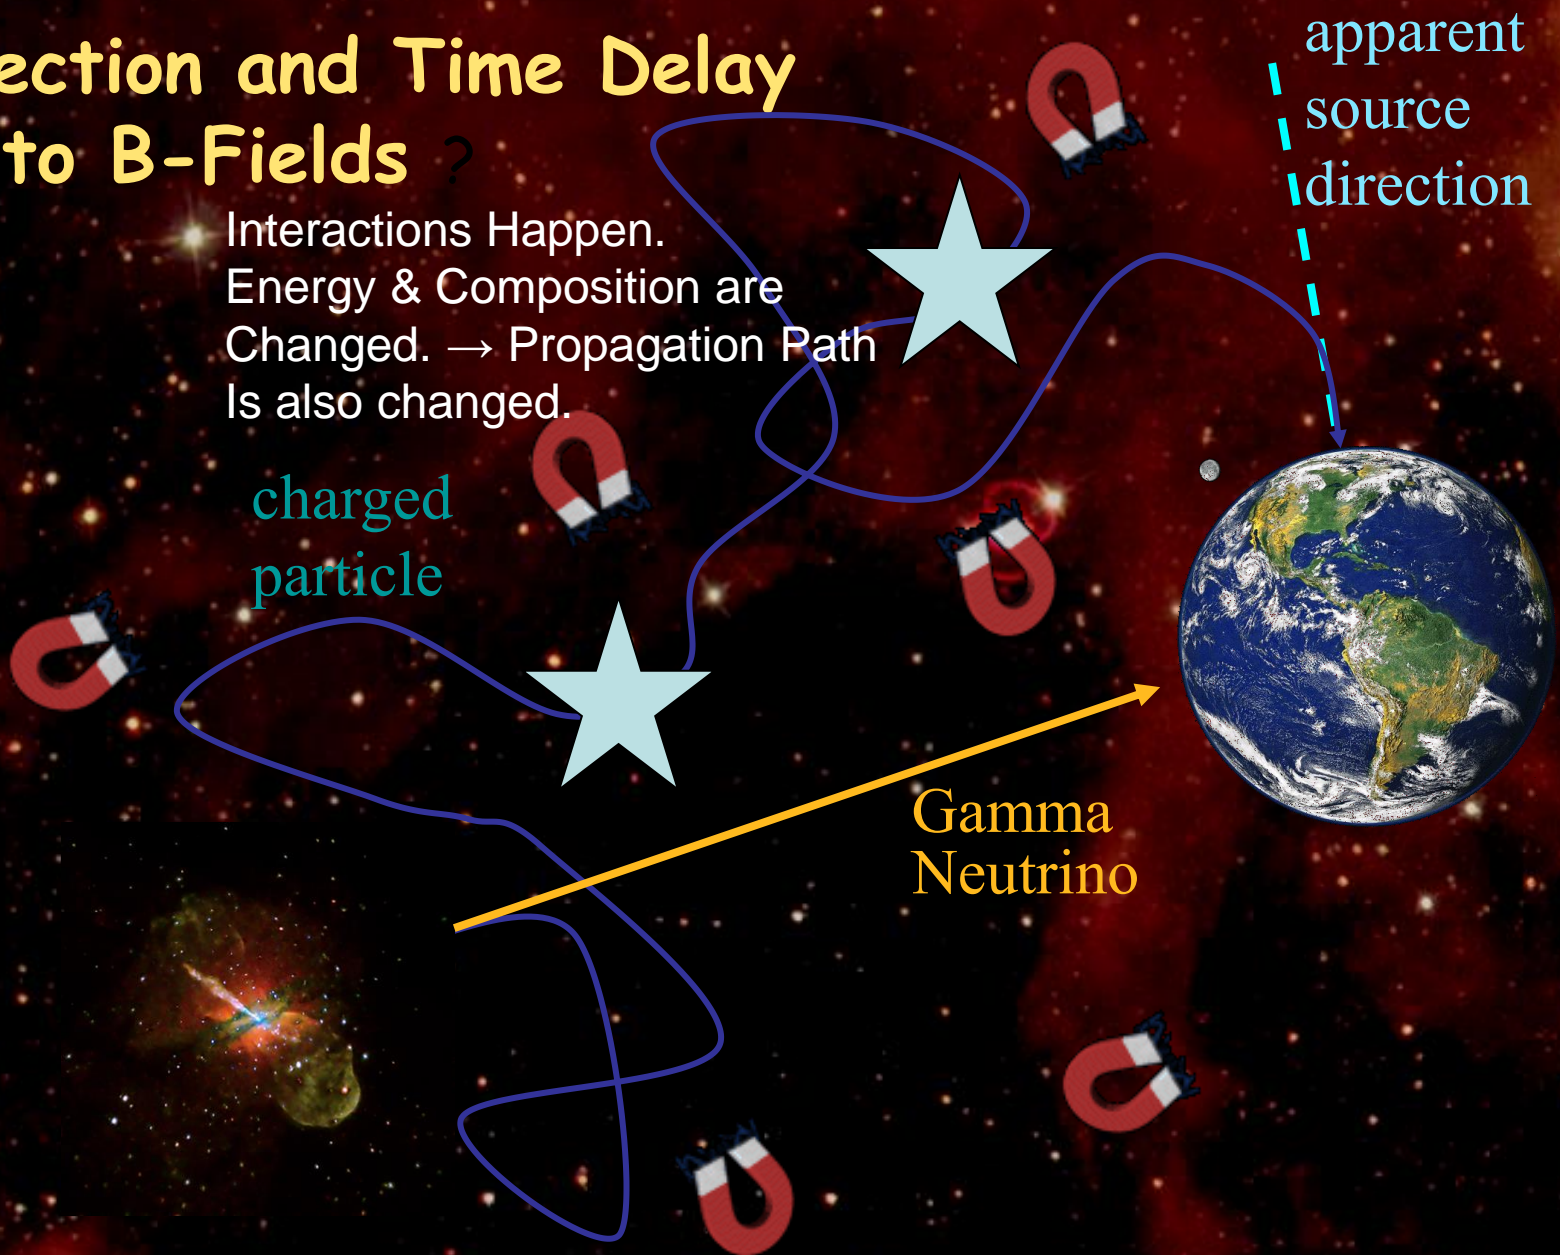 ection and Time Delay
to B-Fields ?
Interactions Happen.
Energy & Composition are
Changed. → Propagation Path
Is also changed.
apparent
source
direction
charged
particle
Gamma
Neutrino